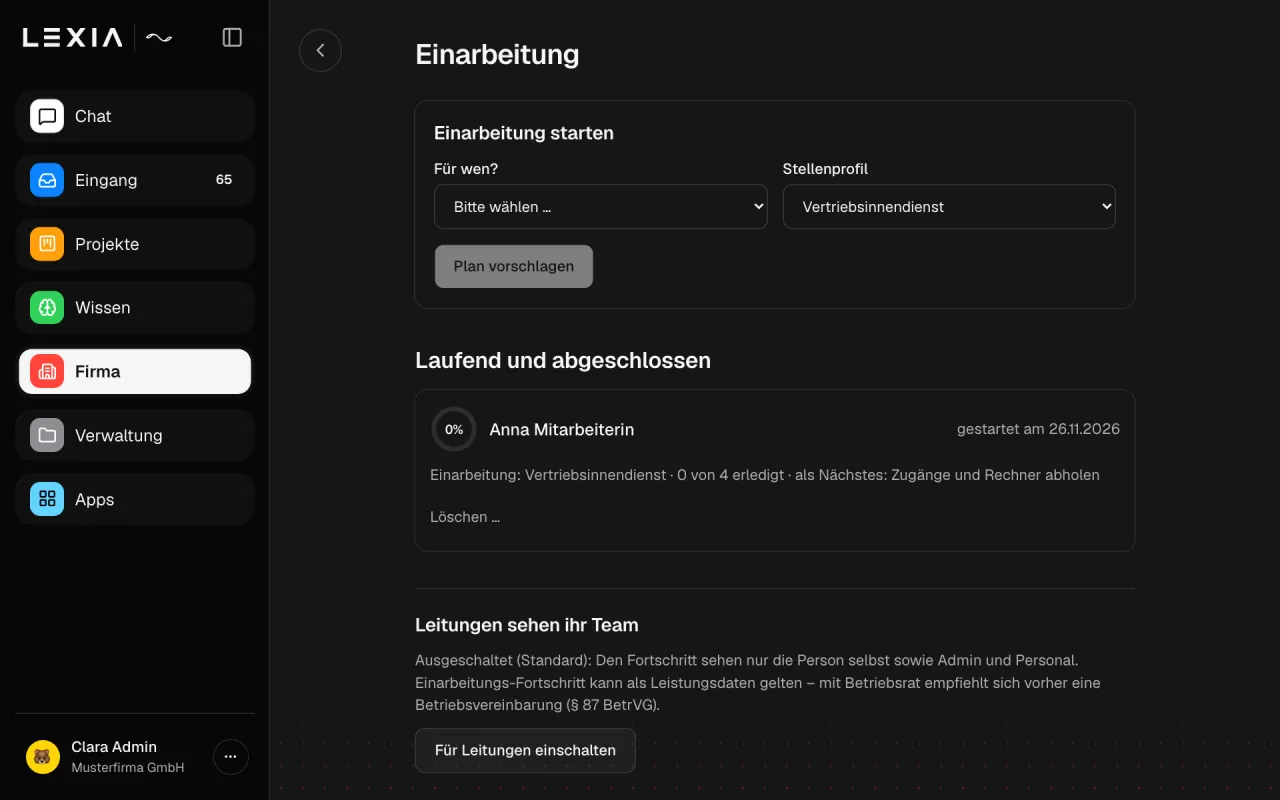 LEXIA
Chat
Eingang 65
Projekte
Wissen
Firma
Verwaltung
Apps
Clara Admin
Musterfirma GmbH
Einarbeitung
Einarbeitung starten
Für wen? Stellenprofil
Bitte wählen … Vertriebsinnendienst
Plan vorschlagen
Laufend und abgeschlossen
0% Anna Mitarbeiterin gestartet am 26.11.2026
Einarbeitung: Vertriebsinnendienst · 0 von 4 erledigt · als Nächstes: Zugänge und Rechner abholen
Löschen …
Leitungen sehen ihr Team
Ausgeschaltet (Standard): Den Fortschritt sehen nur die Person selbst sowie Admin und Personal.
Einarbeitungs-Fortschritt kann als Leistungsdaten gelten – mit Betriebsrat empfiehlt sich vorher eine
Betriebsvereinbarung (§ 87 BetrVG).
Für Leitungen einschalten